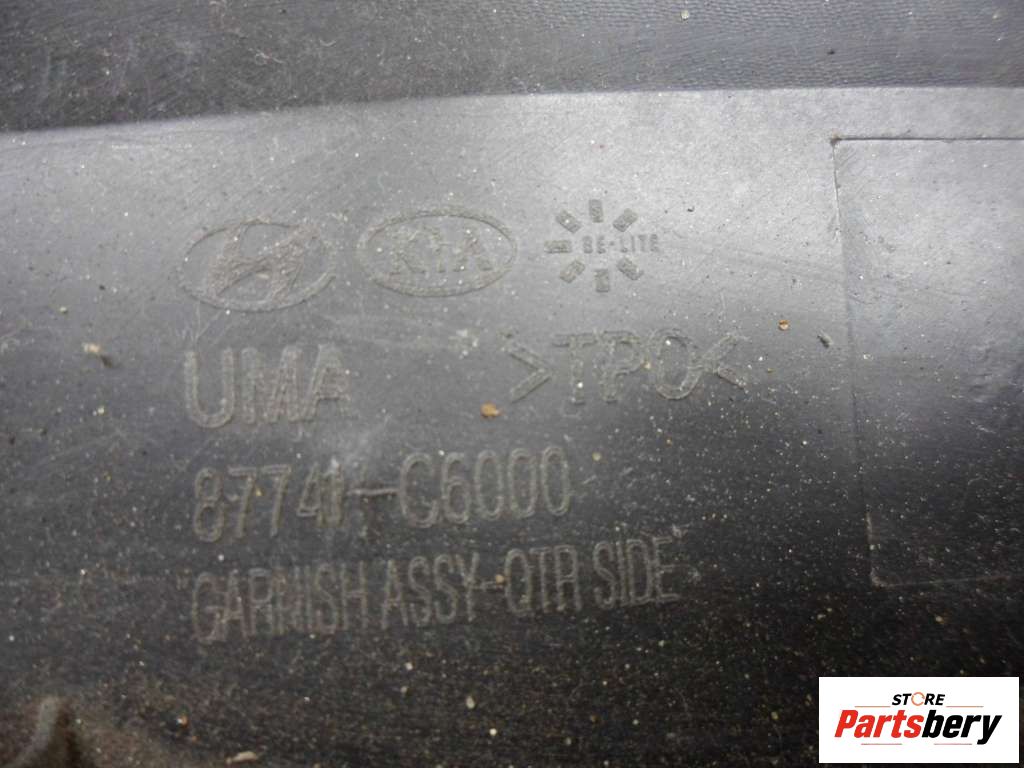 KIA
BE-LITE
UMA >TPO<
87741-C6000
"GARNISH ASSY-QTR SIDE"
STORE
Partsbery